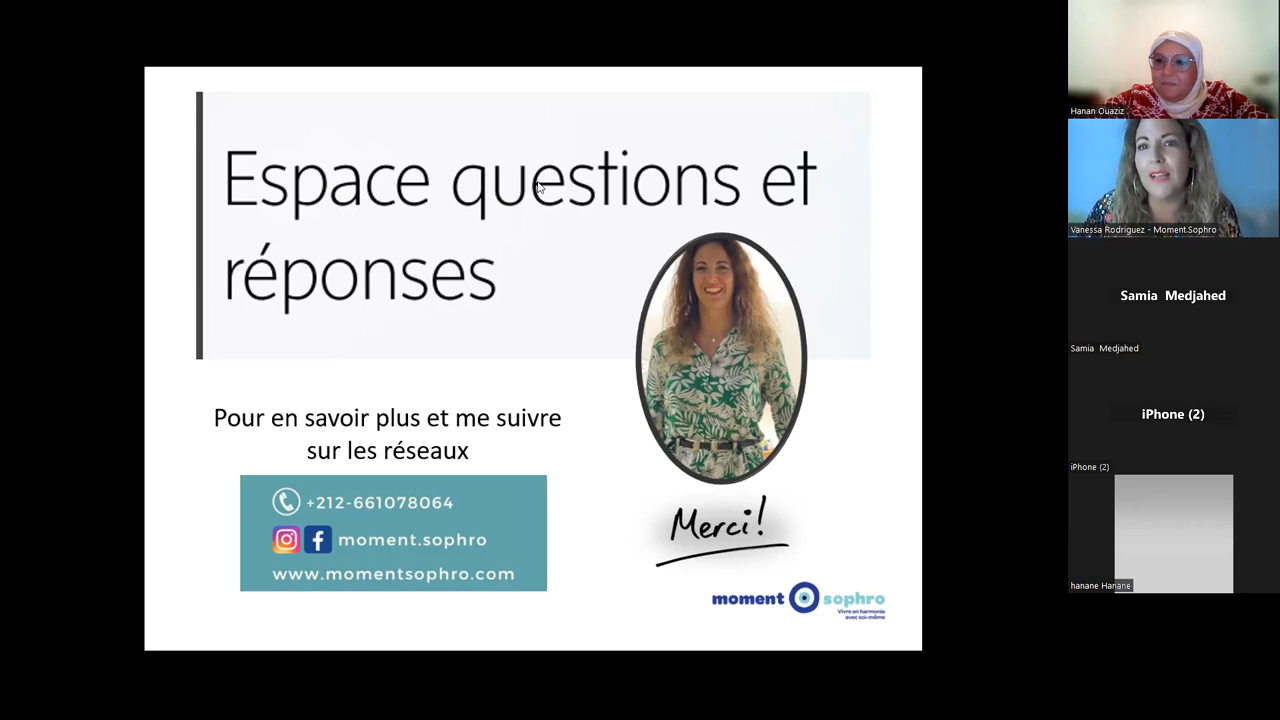 Espace questions et
réponses
Pour en savoir plus et me suivre
sur les réseaux
+212-661078064
moment.sophro
www.momentsophro.com
Merci!
moment sophro
Vivre en harmonie
avec soi-même
Hanan Ouaziz
Vanessa Rodriguez - Moment.Sophro
Samia Medjahed
Samia Medjahed
iPhone (2)
iPhone (2)
hanane Hanane